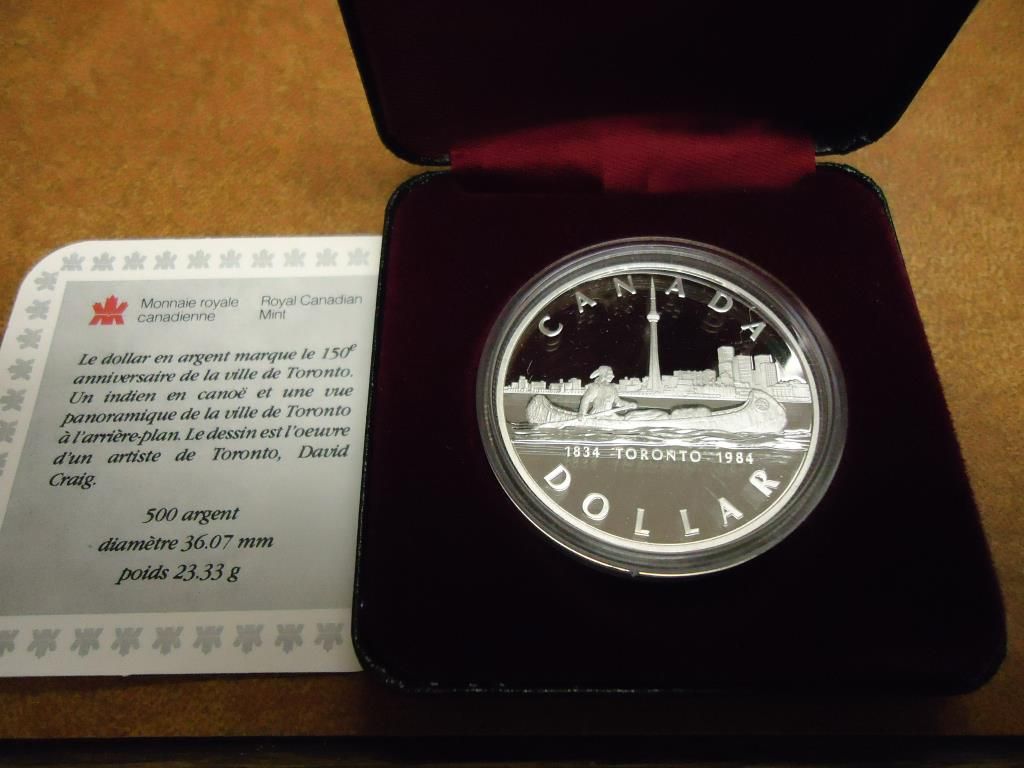 Monnaie royale
canadienne
Royal Canadian
Mint
Le dollar en argent marque le 150e
anniversaire de la ville de Toronto.
Un indien en canoë et une vue
panoramique de la ville de Toronto
à l'arrière-plan. Le dessin est l'oeuvre
d'un artiste de Toronto, David
Craig.
500 argent
diamètre 36.07 mm
poids 23.33 g
CANADA
1834 TORONTO 1984
DOLLAR